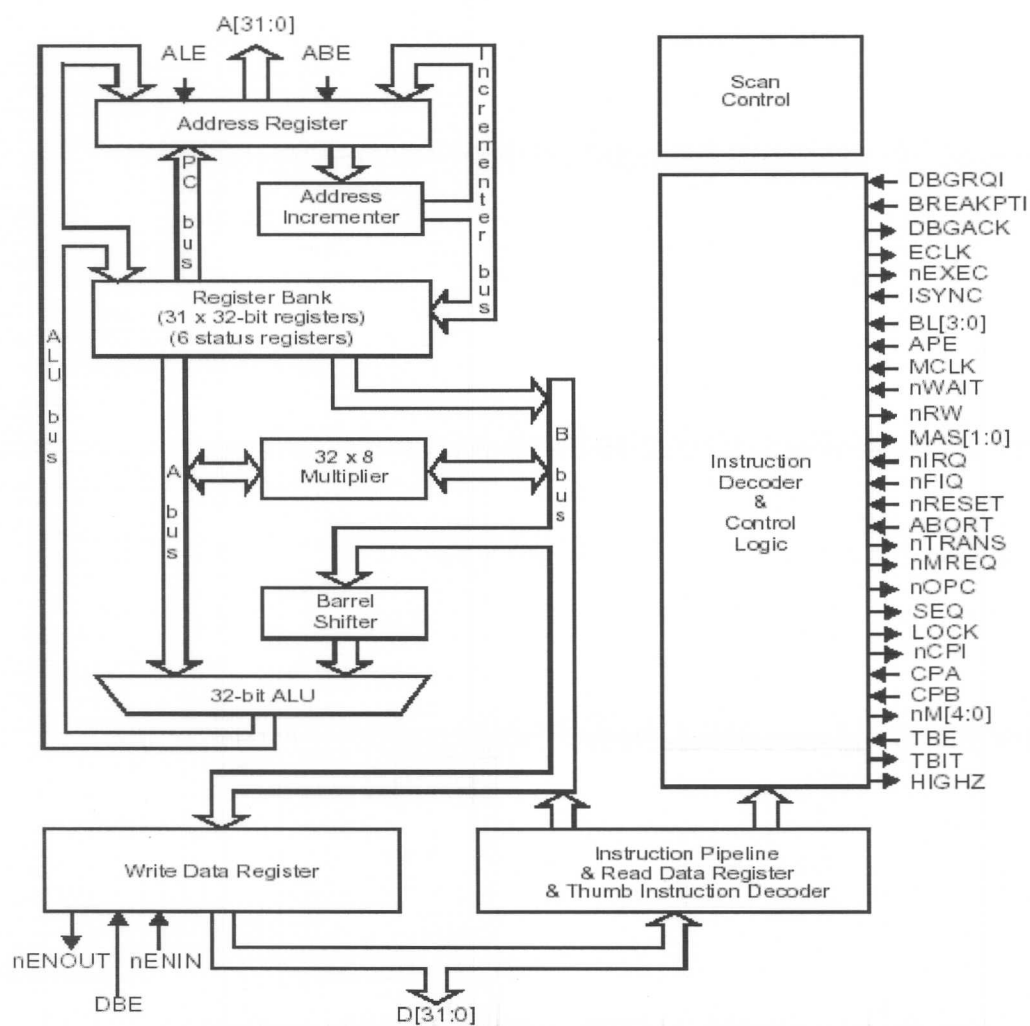 A[31:0]
ALE
ABE
Incrementer bus
Scan
Control
Address Register
PC bus
Address
Incrementer
Register Bank
(31 x 32-bit registers)
(6 status registers)
ALU bus
A bus
B bus
32 x 8
Multiplier
Barrel
Shifter
32-bit ALU
Instruction
Decoder
&
Control
Logic
DBGRQI
BREAKPTI
DBGACK
ECLK
nEXEC
ISYNC
BL[3:0]
APE
MCLK
nWAIT
nRW
MAS[1:0]
nIRQ
nFIQ
nRESET
ABORT
nTRANS
nMREQ
nOPC
SEQ
LOCK
nCPI
CPA
CPB
nM[4:0]
TBE
TBIT
HIGHZ
Write Data Register
Instruction Pipeline
& Read Data Register
& Thumb Instruction Decoder
nENOUT
nENIN
DBE
D[31:0]